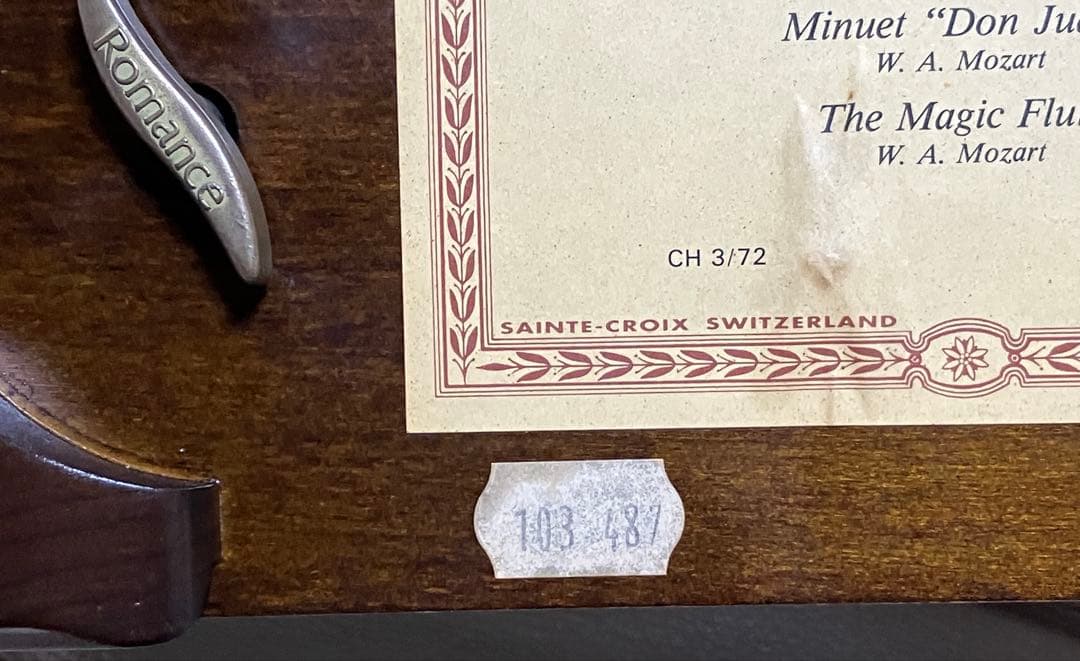 Romance
Minuet “Don Ju
W. A. Mozart
The Magic Flu
W. A. Mozart
CH 3/72
SAINTE-CROIX SWITZERLAND
103 487